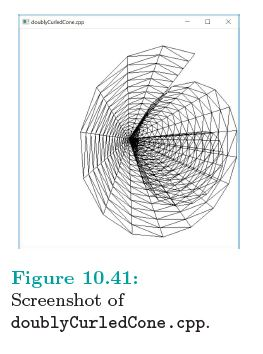 doublyCurledCone.cpp
Figure 10.41:
Screenshot of
doublyCurledCone.cpp.